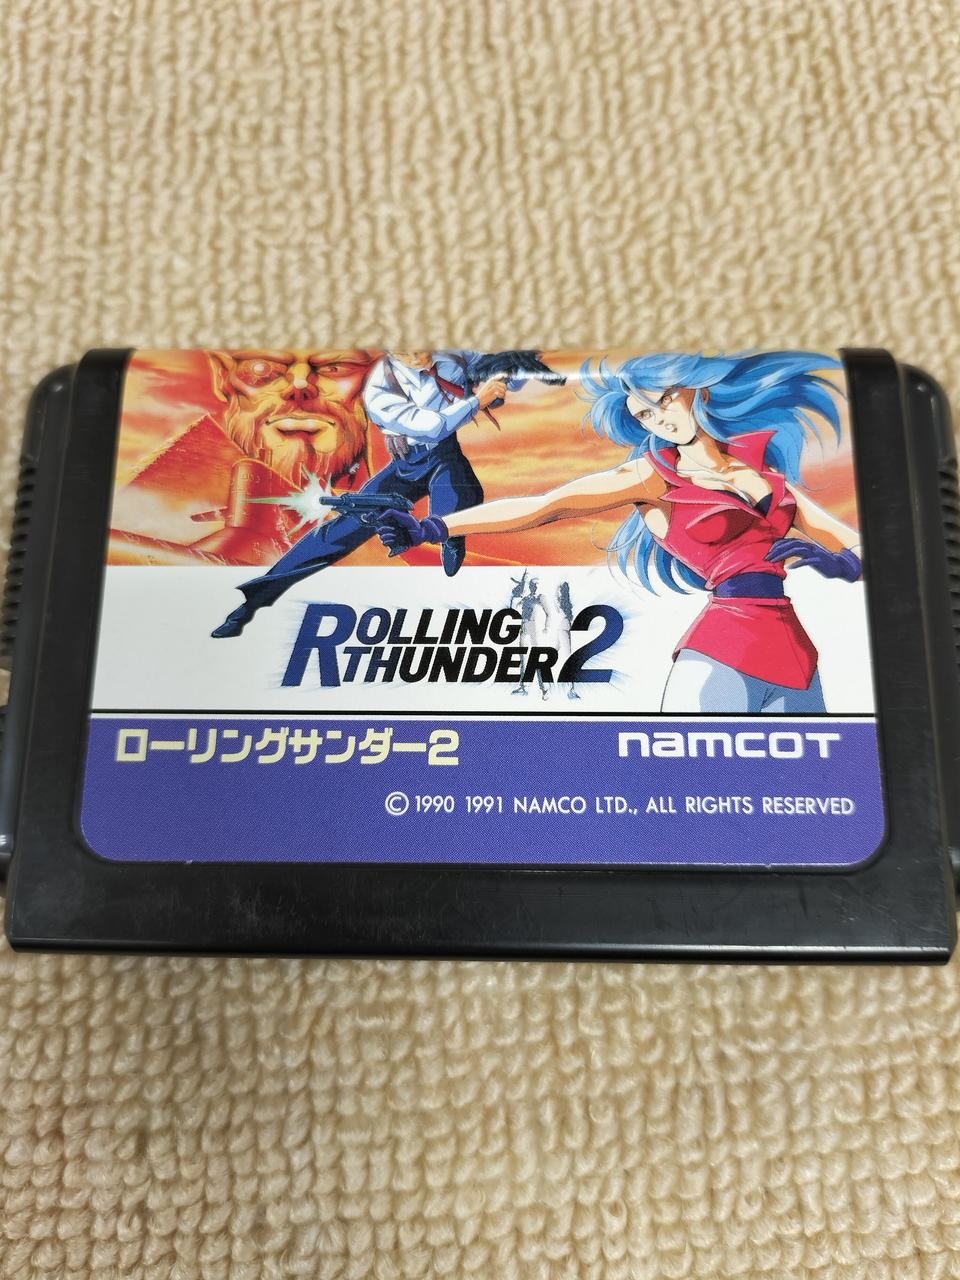 ROLLING
THUNDER 2
ローリングサンダー2
namcoT
© 1990 1991 NAMCO LTD., ALL RIGHTS RESERVED